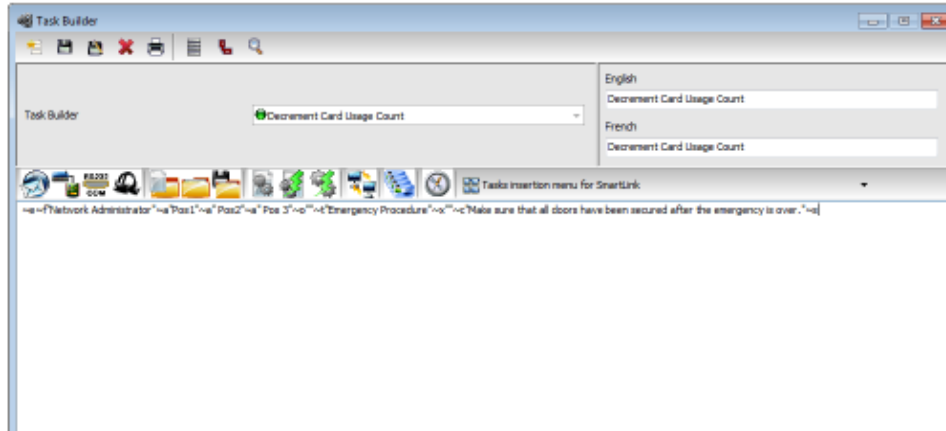 Task Builder
English
Decrement Card Usage Count
Task Builder
Decrement Card Usage Count
French
Decrement Card Usage Count
RS232
COM
Tasks insertion menu for SmartLink
~e~f"Network Administrator"~a"Pos1"~a" Pos2"~a" Pos 3"~o""~t"Emergency Procedure"~x""~c"Make sure that all doors have been secured after the emergency is over."~s